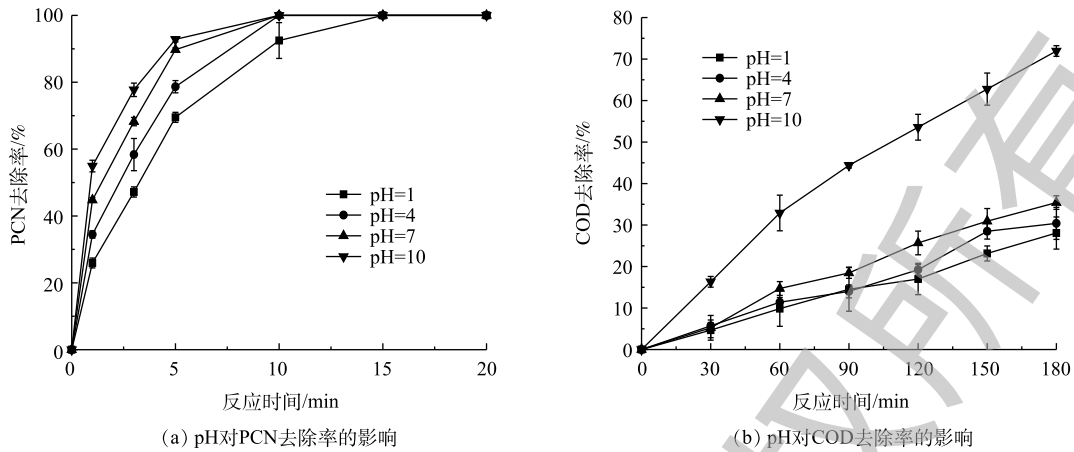 100
80
60
40
20
0
PCN去除率/%
pH=1
pH=4
pH=7
pH=10
0 5 10 15 20
反应时间/min
(a) pH对PCN去除率的影响
80
70
60
50
40
30
20
10
0
COD去除率/%
pH=1
pH=4
pH=7
pH=10
0 30 60 90 120 150 180
反应时间/min
(b) pH对COD去除率的影响
权所有